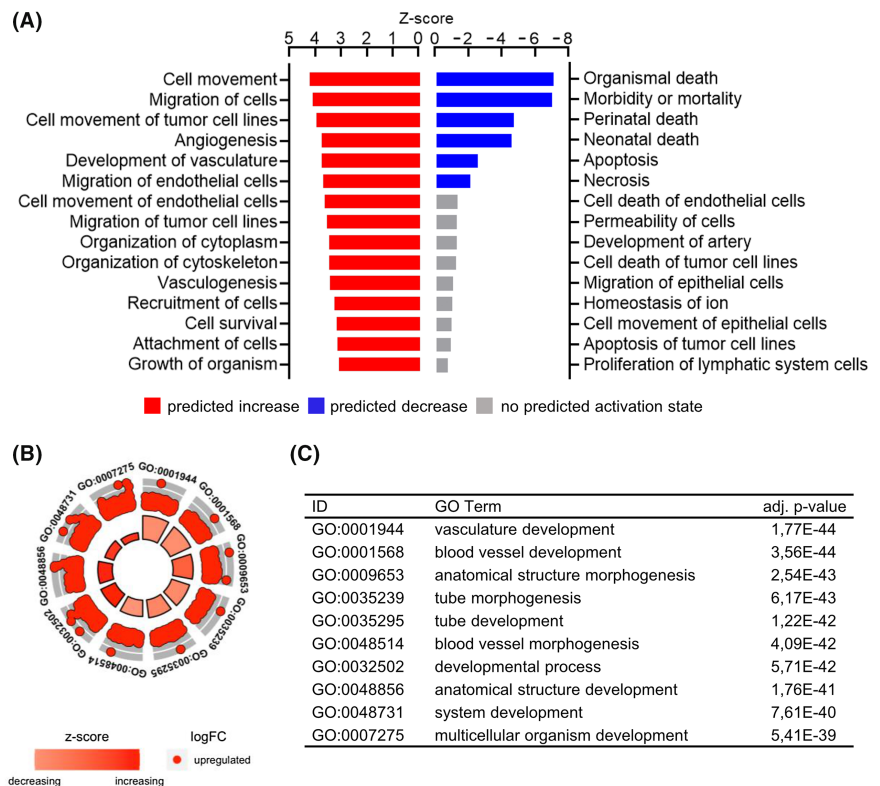 (A)
Z-score
5 4 3 2 1 0 0 -2 -4 -6 -8
Cell movement Organismal death
Migration of cells Morbidity or mortality
Cell movement of tumor cell lines Perinatal death
Angiogenesis Neonatal death
Development of vasculature Apoptosis
Migration of endothelial cells Necrosis
Cell movement of endothelial cells Cell death of endothelial cells
Migration of tumor cell lines Permeability of cells
Organization of cytoplasm Development of artery
Organization of cytoskeleton Cell death of tumor cell lines
Vasculogenesis Migration of epithelial cells
Recruitment of cells Homeostasis of ion
Cell survival Cell movement of epithelial cells
Attachment of cells Apoptosis of tumor cell lines
Growth of organism Proliferation of lymphatic system cells
predicted increase predicted decrease no predicted activation state
(B)
GO:0001944
GO:0001568
GO:0009653
GO:0035239
GO:0035295
GO:0048514
GO:0032502
GO:0048856
GO:0048731
GO:0007275
z-score logFC
upregulated
decreasing increasing
(C)
ID GO Term adj. p-value
GO:0001944 vasculature development 1,77E-44
GO:0001568 blood vessel development 3,56E-44
GO:0009653 anatomical structure morphogenesis 2,54E-43
GO:0035239 tube morphogenesis 6,17E-43
GO:0035295 tube development 1,22E-42
GO:0048514 blood vessel morphogenesis 4,09E-42
GO:0032502 developmental process 5,71E-42
GO:0048856 anatomical structure development 1,76E-41
GO:0048731 system development 7,61E-40
GO:0007275 multicellular organism development 5,41E-39